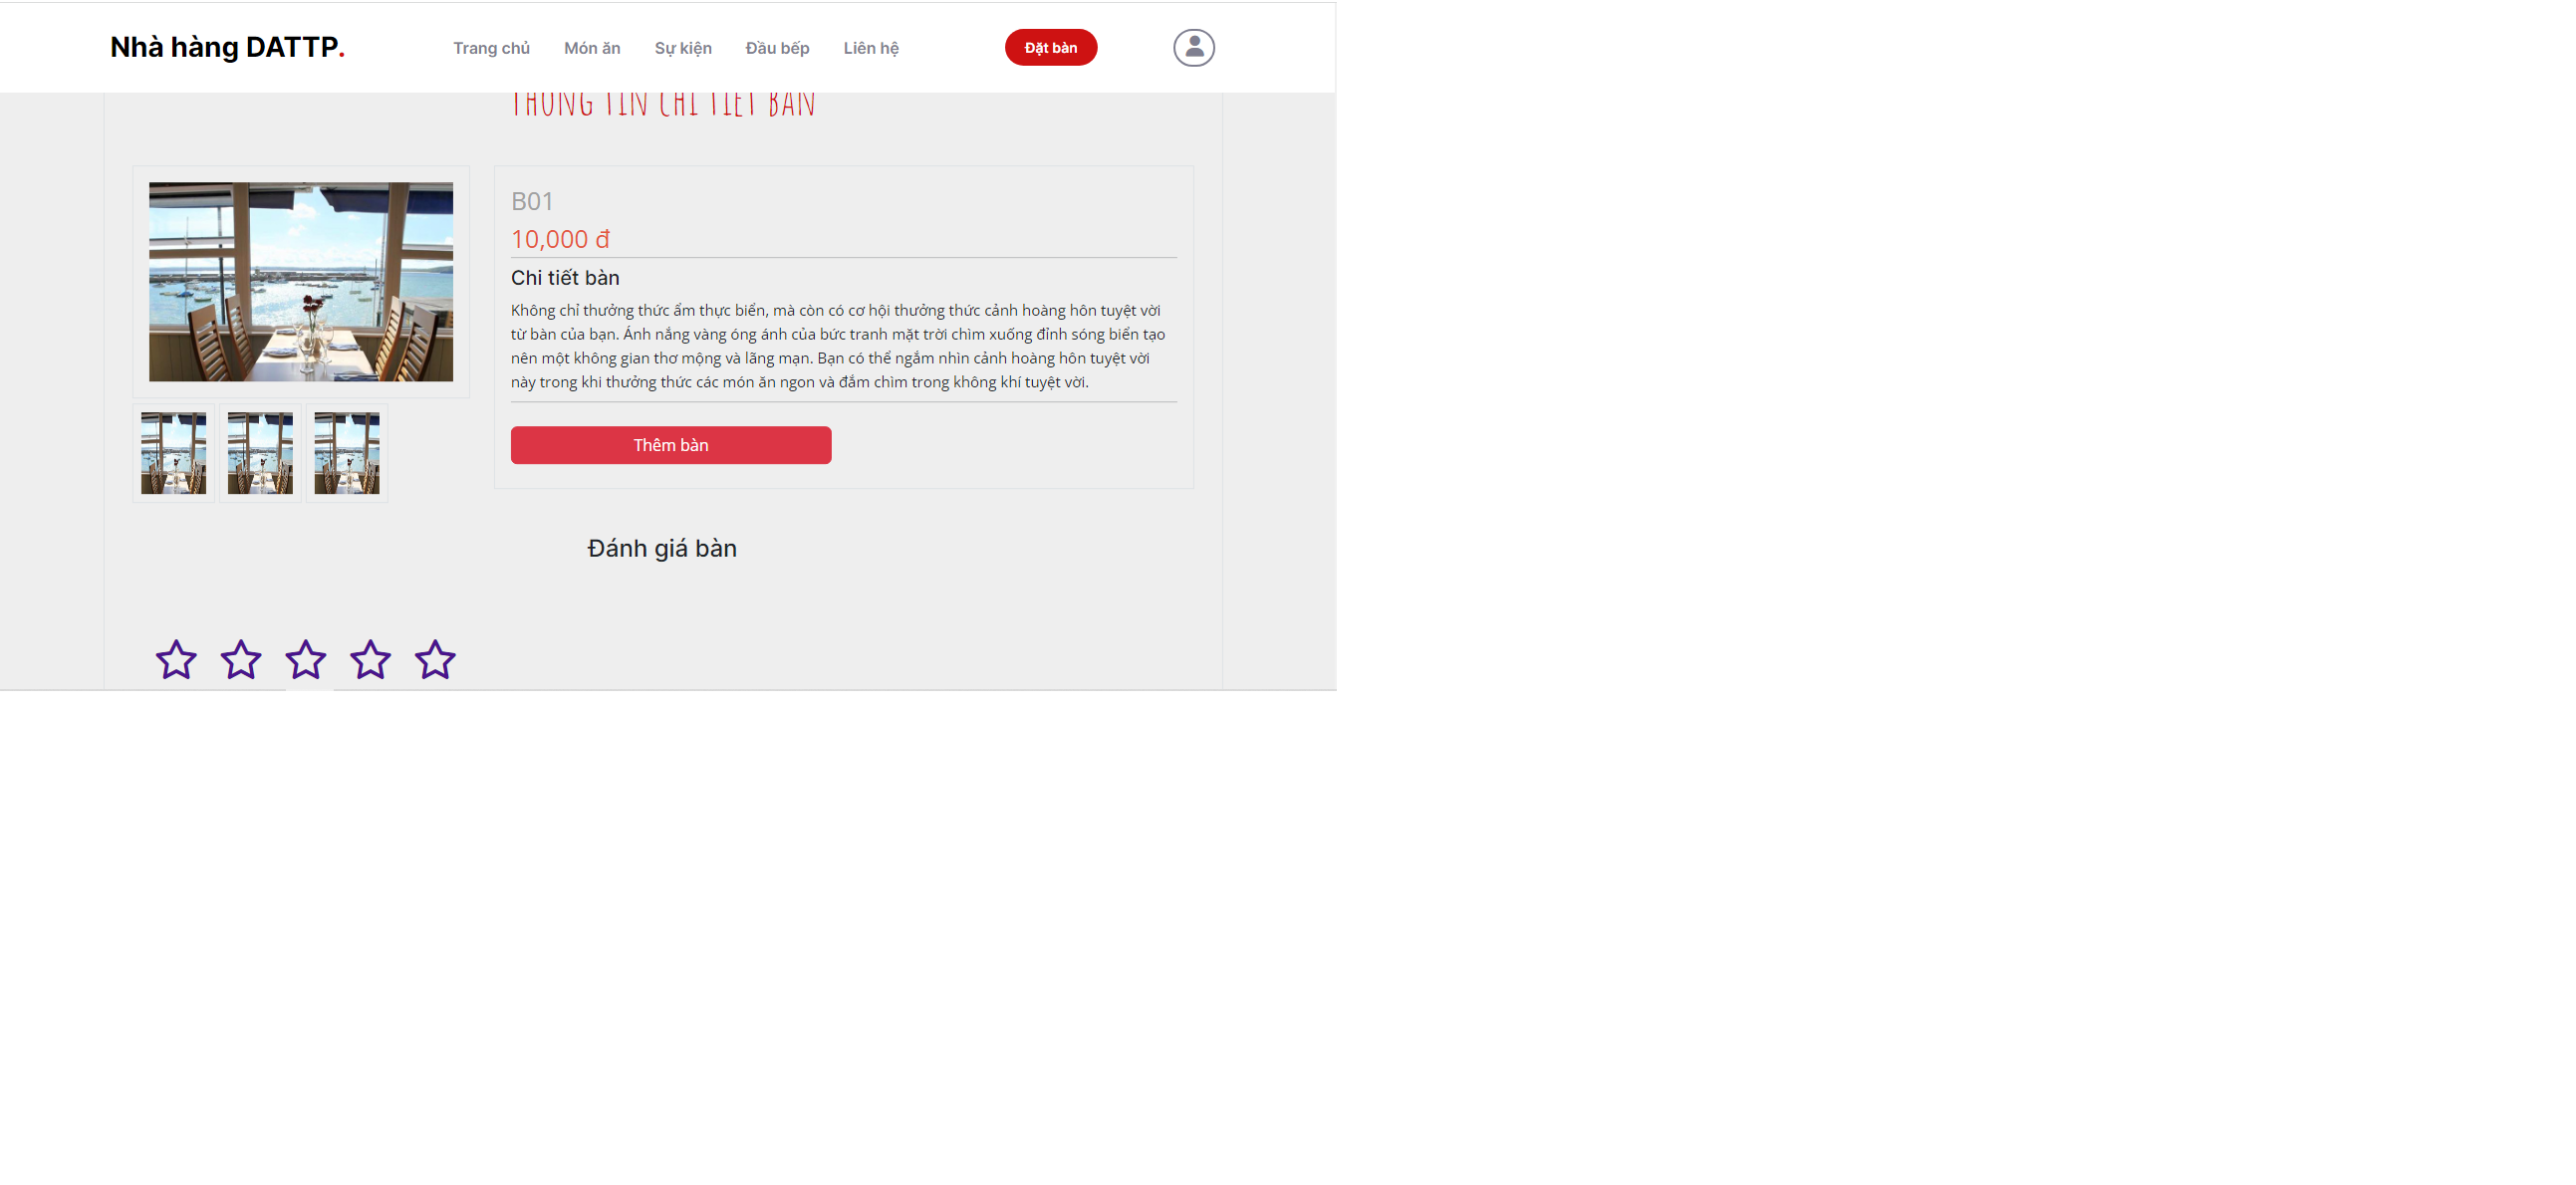 Nhà hàng DATTP.
Trang chủ Món ăn Sự kiện Đầu bếp Liên hệ Đặt bàn
THÔNG TIN CHI TIẾT BÀN
B01
10,000 đ
Chi tiết bàn
Không chỉ thưởng thức ẩm thực biển, mà còn có cơ hội thưởng thức cảnh hoàng hôn tuyệt vời
từ bàn của bạn. Ánh nắng vàng óng ánh của bức tranh mặt trời chìm xuống đỉnh sóng biển tạo
nên một không gian thơ mộng và lãng mạn. Bạn có thể ngắm nhìn cảnh hoàng hôn tuyệt vời
này trong khi thưởng thức các món ăn ngon và đắm chìm trong không khí tuyệt vời.
Thêm bàn
Đánh giá bàn